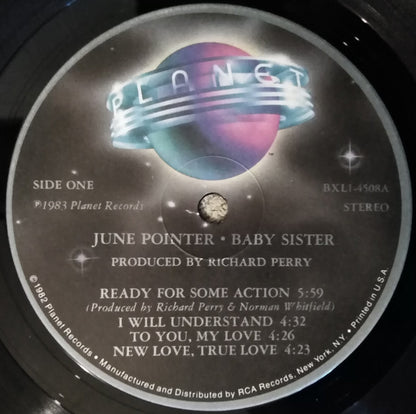 PLANET
SIDE ONE
℗1983 Planet Records
BXL1-4508A
STEREO
JUNE POINTER • BABY SISTER
PRODUCED BY RICHARD PERRY
READY FOR SOME ACTION 5:59
(Produced by Richard Perry & Norman Whitfield)
I WILL UNDERSTAND 4:32
TO YOU, MY LOVE 4:26
NEW LOVE, TRUE LOVE 4:23
©1982 Planet Records • Manufactured and Distributed by RCA Records, New York, N.Y. • Printed in U.S.A.